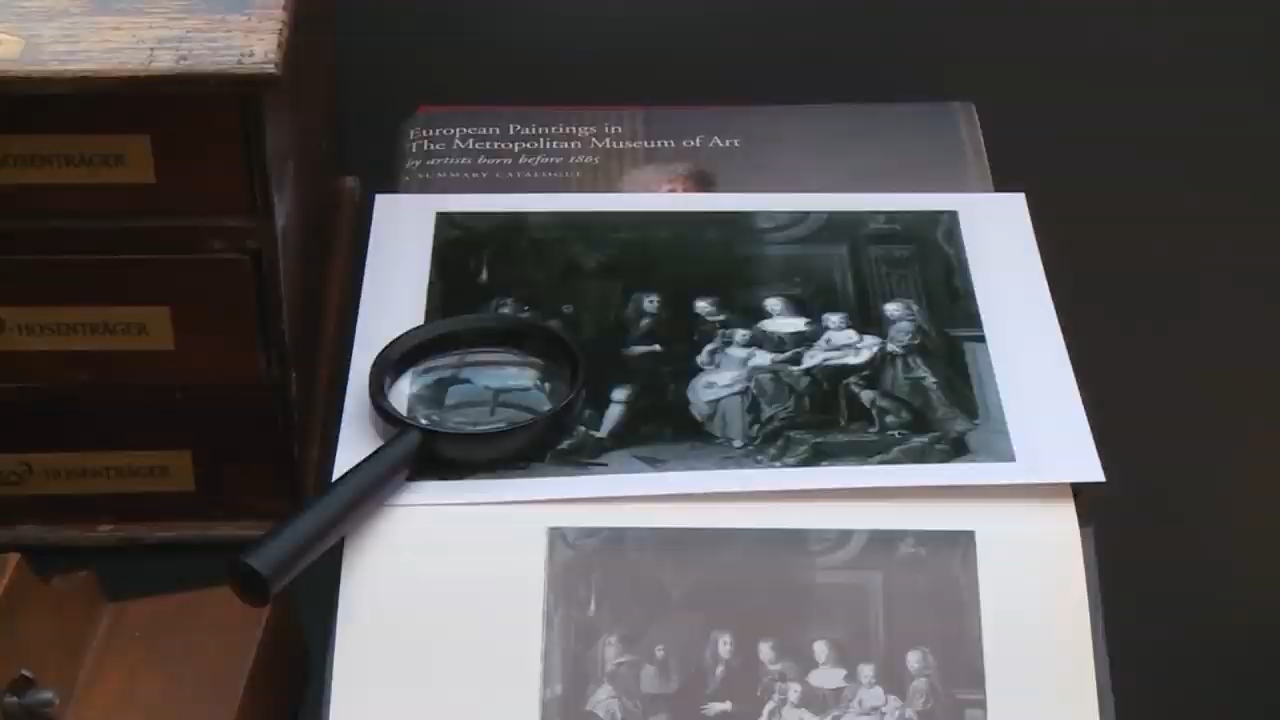 European Paintings in
The Metropolitan Museum of Art
by artists born before 1865
A SUMMARY CATALOGUE
HOSENTRÄGER
-HOSENTRÄGER
-HOSENTRÄGER